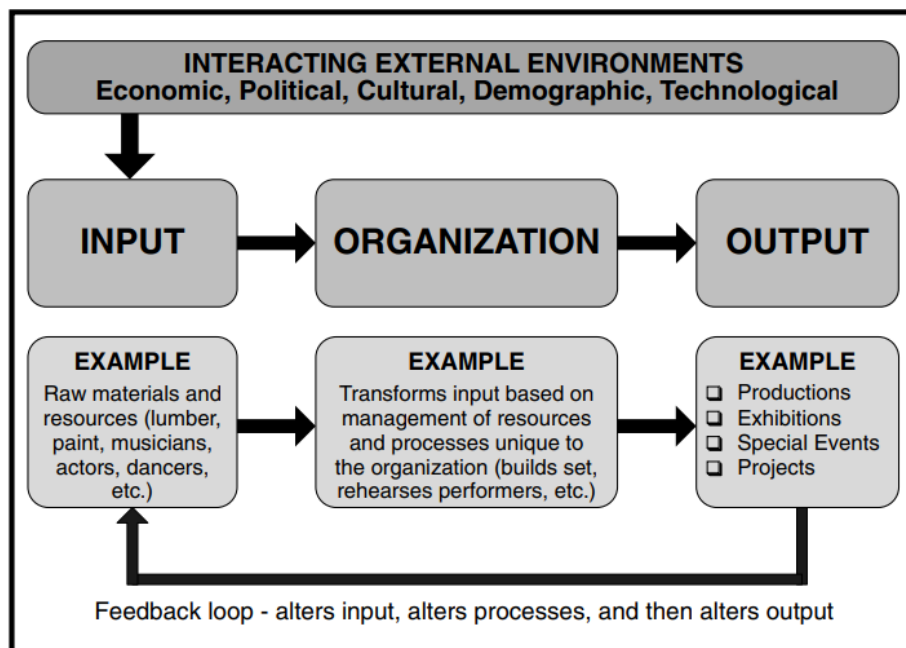 INTERACTING EXTERNAL ENVIRONMENTS
Economic, Political, Cultural, Demographic, Technological
INPUT
ORGANIZATION
OUTPUT
EXAMPLE
Raw materials and
resources (lumber,
paint, musicians,
actors, dancers,
etc.)
EXAMPLE
Transforms input based on
management of resources
and processes unique to
the organization (builds set,
rehearses performers, etc.)
EXAMPLE
❑ Productions
❑ Exhibitions
❑ Special Events
❑ Projects
Feedback loop - alters input, alters processes, and then alters output